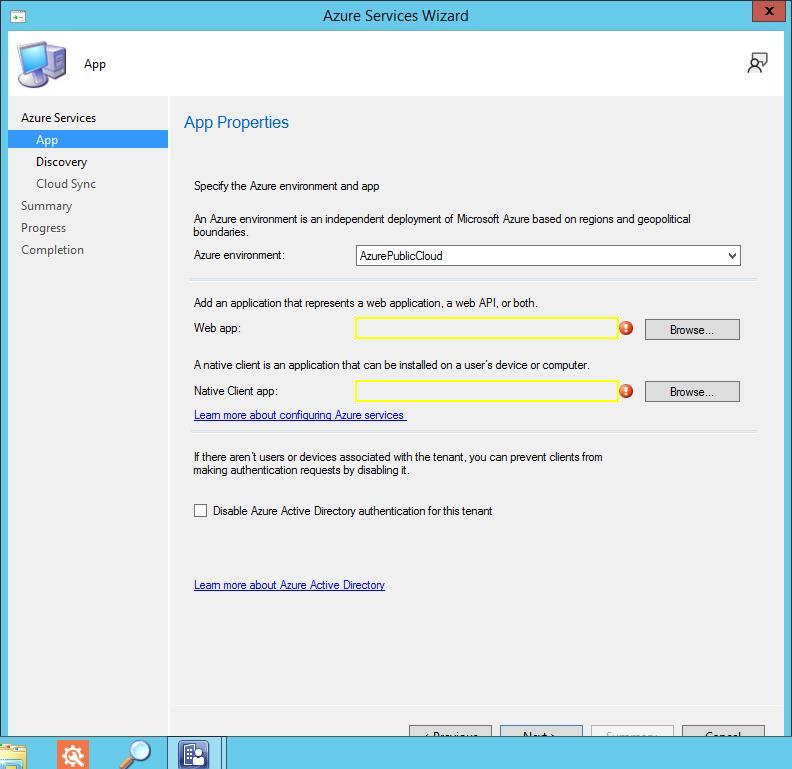 Azure Services Wizard
X
App
Azure Services
App
Discovery
Cloud Sync
Summary
Progress
Completion
App Properties
Specify the Azure environment and app
An Azure environment is an independent deployment of Microsoft Azure based on regions and geopolitical
boundaries.
Azure environment:
AzurePublicCloud
Add an application that represents a web application, a web API, or both.
Web app:
Browse...
A native client is an application that can be installed on a user's device or computer.
Native Client app:
Browse...
Learn more about configuring Azure services
If there aren't users or devices associated with the tenant, you can prevent clients from
making authentication requests by disabling it.
Disable Azure Active Directory authentication for this tenant
Learn more about Azure Active Directory
< Previous
Next >
Summary
Cancel